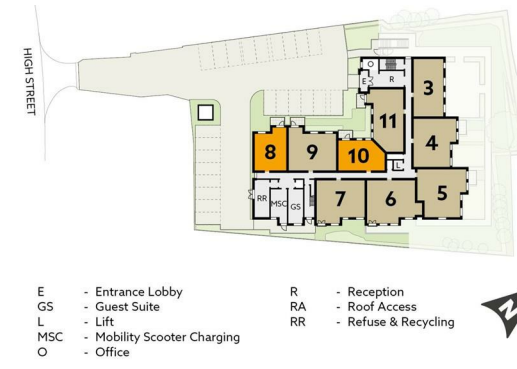 HIGH STREET
O
E
R
3
11
4
8
9
10
L
RR
MSC
GS
7
6
5
E - Entrance Lobby
GS - Guest Suite
L - Lift
MSC - Mobility Scooter Charging
O - Office
R - Reception
RA - Roof Access
RR - Refuse & Recycling
N